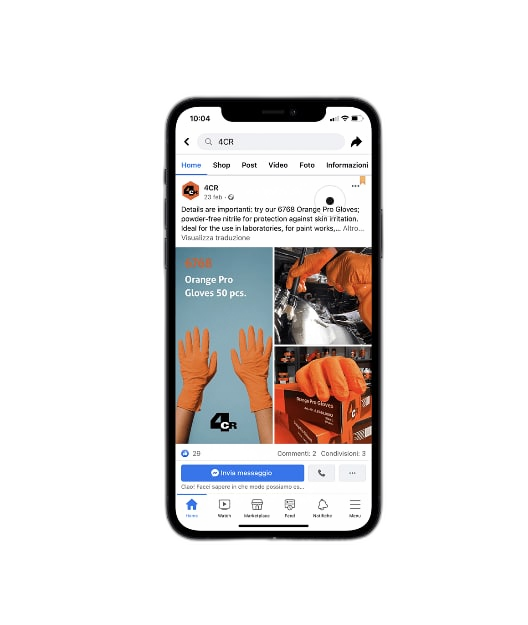 10:04
4CR
Home Shop Post Video Foto Informazioni
4CR
4CR
23 feb
Details are important: try our 6768 Orange Pro Gloves;
powder-free nitrile for protection against skin irritation.
Ideal for the use in laboratories, for paint works,... Altro...
Visualizza traduzione
6768
Orange Pro
Gloves 50 pcs.
4CR
Orange Pro Gloves
29 Commenti: 2 Condivisioni: 3
Invia messaggio
Ciao! Facci sapere in che modo possiamo es...
Home Watch Marketplace Feed Notifiche Menu